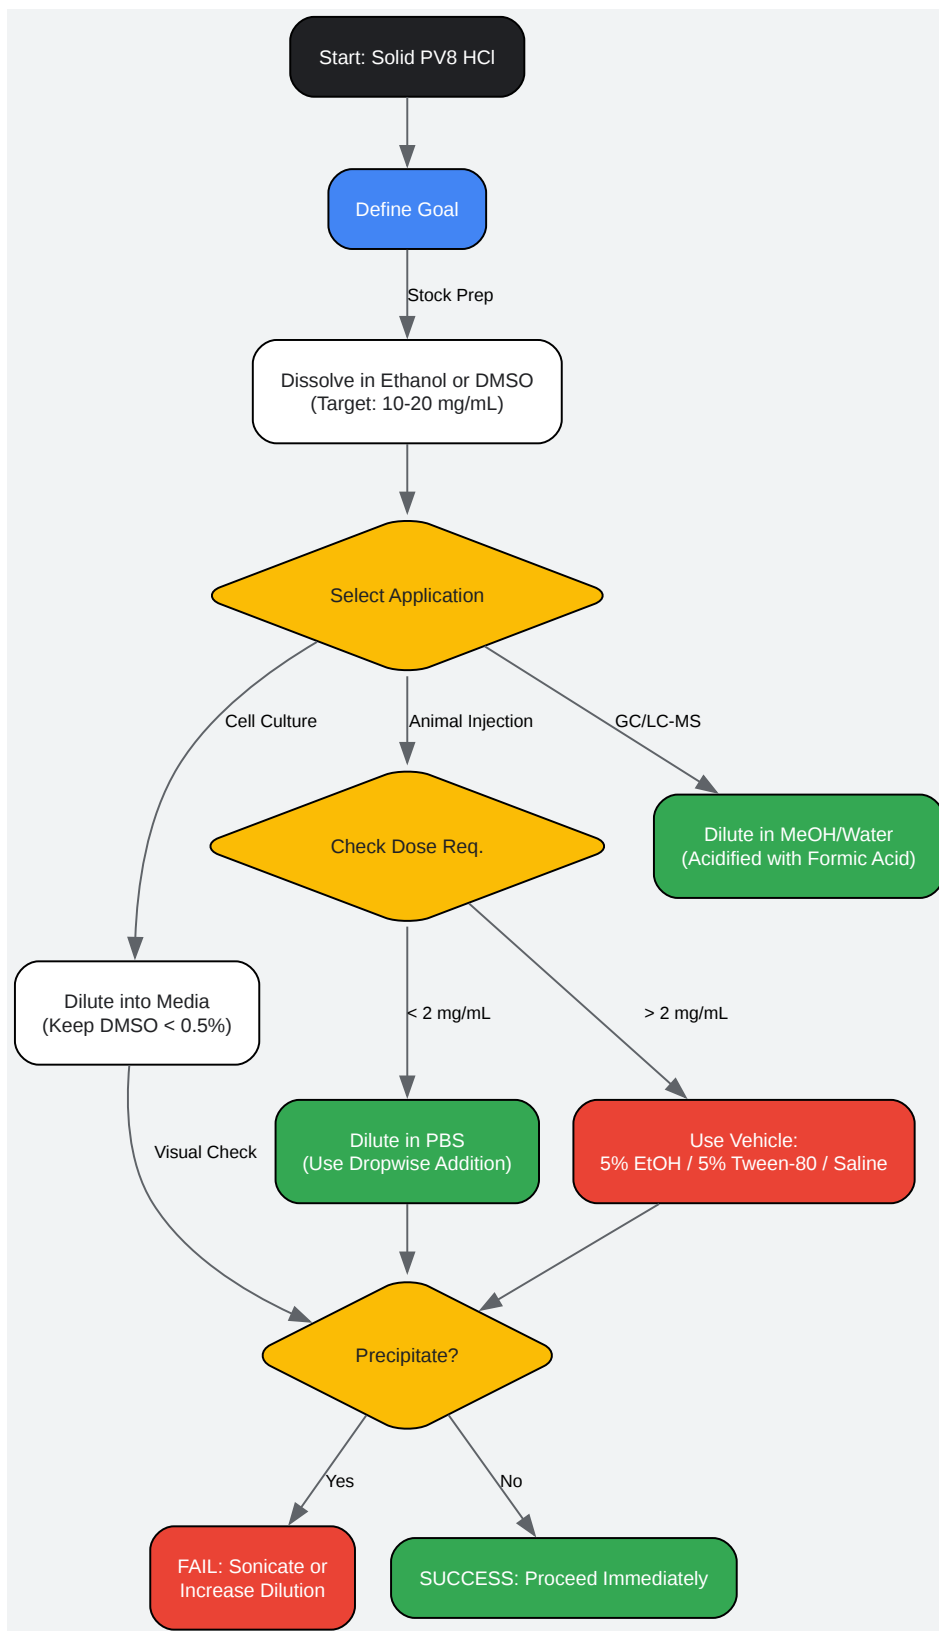 Start: Solid PV8 HCl
Define Goal
Stock Prep
Dissolve in Ethanol or DMSO
(Target: 10-20 mg/mL)
Select Application
Cell Culture
Animal Injection
GC/LC-MS
Check Dose Req.
Dilute in MeOH/Water
(Acidified with Formic Acid)
Dilute into Media
(Keep DMSO < 0.5%)
< 2 mg/mL
> 2 mg/mL
Visual Check
Dilute in PBS
(Use Dropwise Addition)
Use Vehicle:
5% EtOH / 5% Tween-80 / Saline
Precipitate?
Yes
No
FAIL: Sonicate or
Increase Dilution
SUCCESS: Proceed Immediately